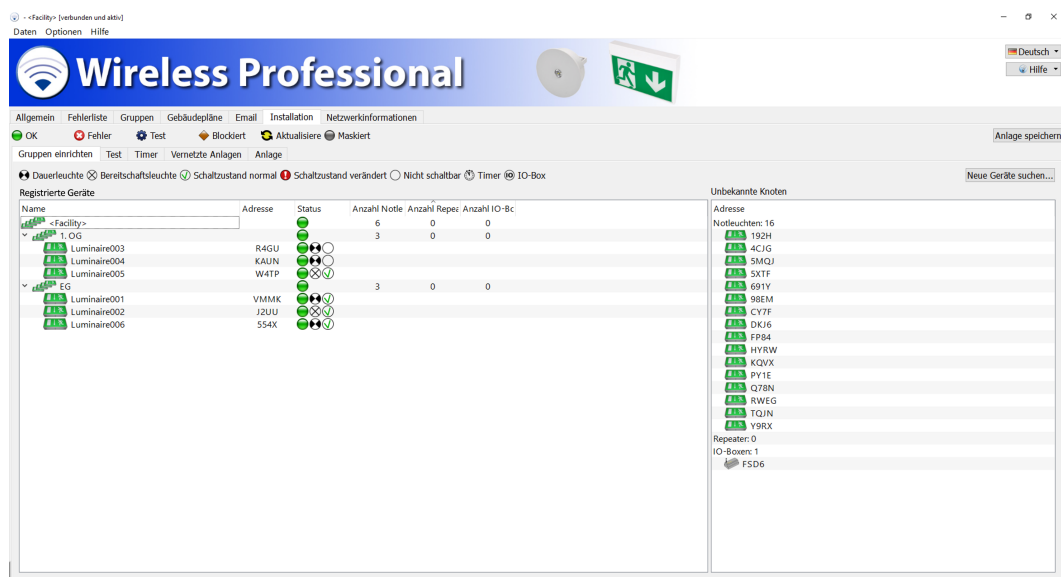 - <Facility> [verbunden und aktiv]
Daten Optionen Hilfe
Wireless Professional
Deutsch
Hilfe
Allgemein Fehlerliste Gruppen Gebäudepläne Email Installation Netzwerkinformationen
OK Fehler Test Blockiert Aktualisiere Maskiert Anlage speichern
Gruppen einrichten Test Timer Vernetzte Anlagen Anlage
Dauerleuchte Bereitschaftsleuchte Schaltzustand normal Schaltzustand verändert Nicht schaltbar Timer IO-Box Neue Geräte suchen...
Registrierte Geräte
Name Adresse Status Anzahl Notle Anzahl Repea Anzahl IO-Bc
<Facility> 6 0 0
1. OG 3 0 0
Luminaire003 R4GU
Luminaire004 KAUN
Luminaire005 W4TP
EG 3 0 0
Luminaire001 VMMK
Luminaire002 J2UU
Luminaire006 554X
Unbekannte Knoten
Adresse
Notleuchten: 16
192H
4CJG
5MQJ
5XTF
691Y
98EM
CY7F
DKJ6
FP84
HYRW
KQVX
PY1E
Q78N
RWEG
TQJN
Y9RX
Repeater: 0
IO-Boxen: 1
FSD6